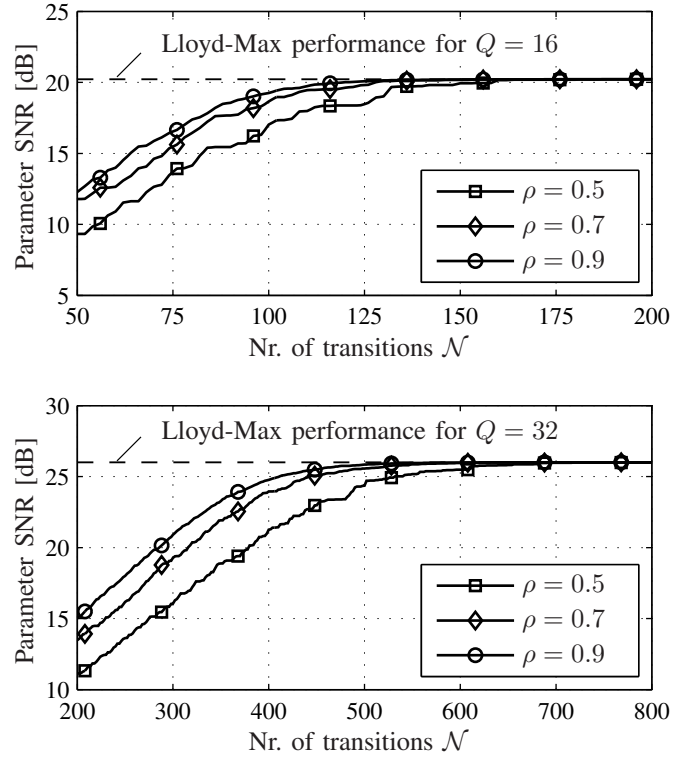 25
20
15
10
5
Parameter SNR [dB]
Lloyd-Max performance for Q = 16
ρ = 0.5
ρ = 0.7
ρ = 0.9
50 75 100 125 150 175 200
Nr. of transitions 𝒩
30
25
20
15
10
Parameter SNR [dB]
Lloyd-Max performance for Q = 32
ρ = 0.5
ρ = 0.7
ρ = 0.9
200 300 400 500 600 700 800
Nr. of transitions 𝒩